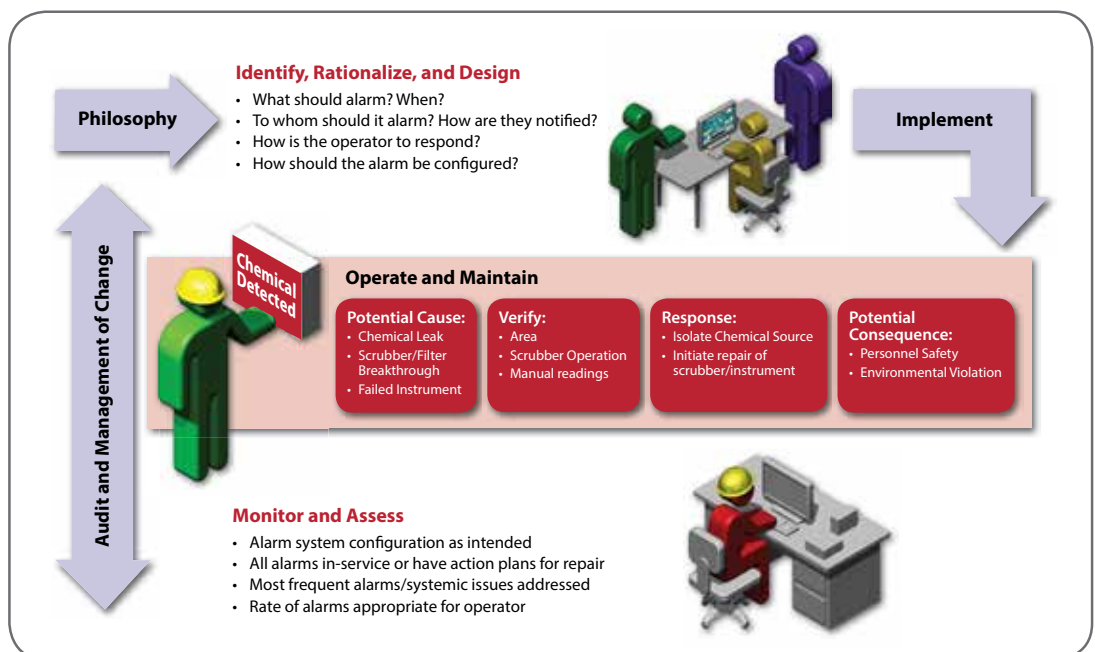 Philosophy
Identify, Rationalize, and Design
• What should alarm? When?
• To whom should it alarm? How are they notified?
• How is the operator to respond?
• How should the alarm be configured?
Implement
Audit and Management of Change
Chemical
Detected
Operate and Maintain
Potential Cause:
• Chemical Leak
• Scrubber/Filter
Breakthrough
• Failed Instrument
Verify:
• Area
• Scrubber Operation
• Manual readings
Response:
• Isolate Chemical Source
• Initiate repair of
scrubber/instrument
Potential
Consequence:
• Personnel Safety
• Environmental Violation
Monitor and Assess
• Alarm system configuration as intended
• All alarms in-service or have action plans for repair
• Most frequent alarms/systemic issues addressed
• Rate of alarms appropriate for operator